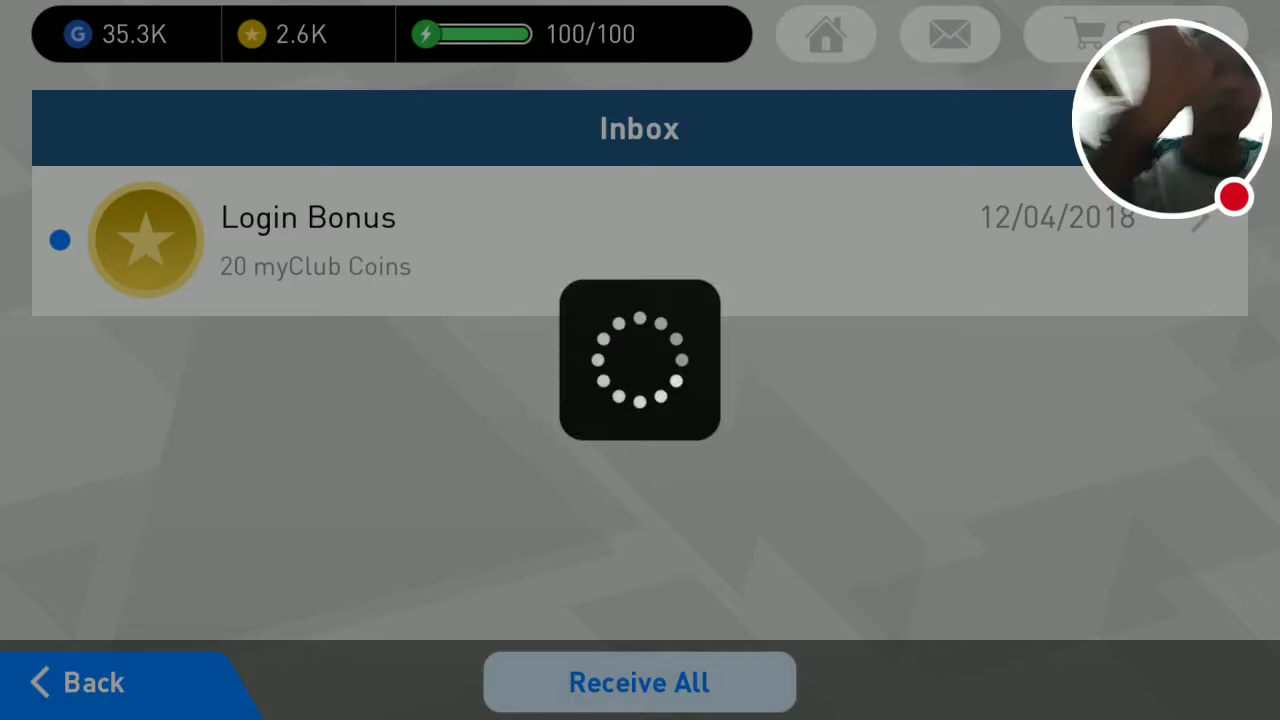 G 35.3K
2.6K
100/100
Inbox
Login Bonus
12/04/2018
20 myClub Coins
Back
Receive All